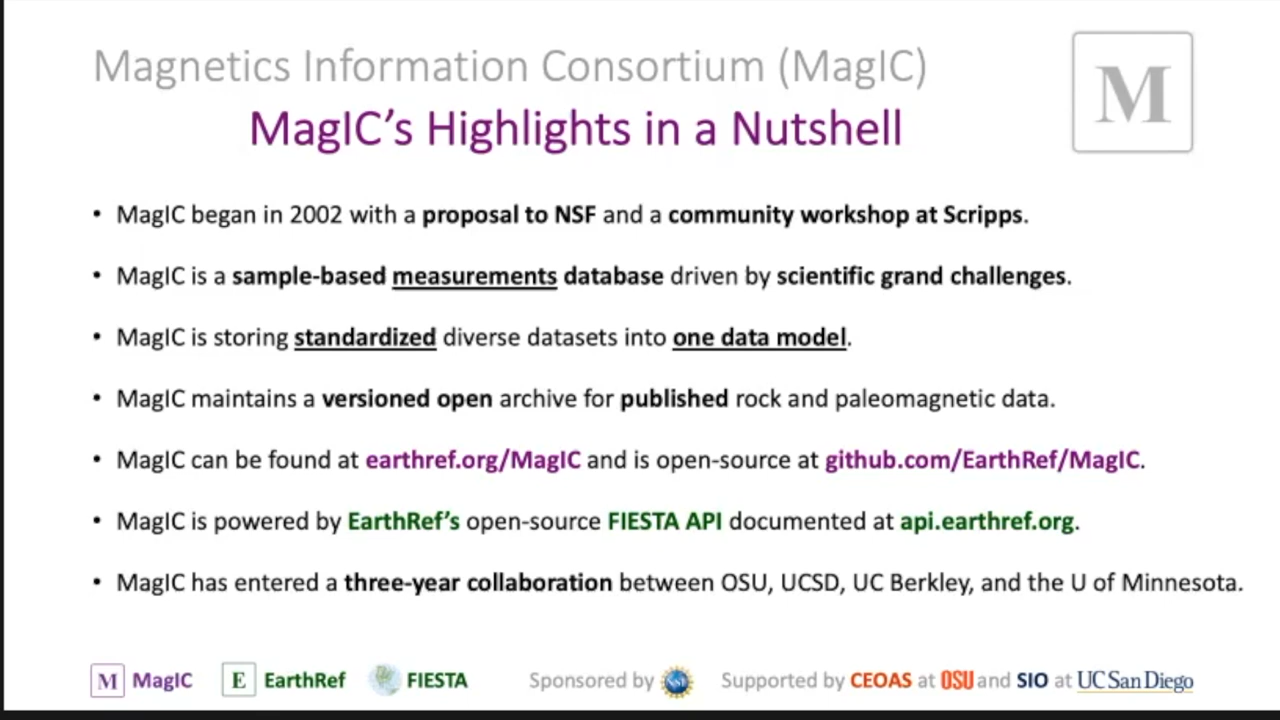 Magnetics Information Consortium (MagIC)
M
MagIC's Highlights in a Nutshell
• MagIC began in 2002 with a proposal to NSF and a community workshop at Scripps.
• MagIC is a sample-based measurements database driven by scientific grand challenges.
• MagIC is storing standardized diverse datasets into one data model.
• MagIC maintains a versioned open archive for published rock and paleomagnetic data.
• MagIC can be found at earthref.org/MagIC and is open-source at github.com/EarthRef/MagIC.
• MagIC is powered by EarthRef's open-source FIESTA API documented at api.earthref.org.
• MagIC has entered a three-year collaboration between OSU, UCSD, UC Berkley, and the U of Minnesota.
M MagIC E EarthRef FIESTA Sponsored by NSF Supported by CEOAS at OSU and SIO at UC San Diego